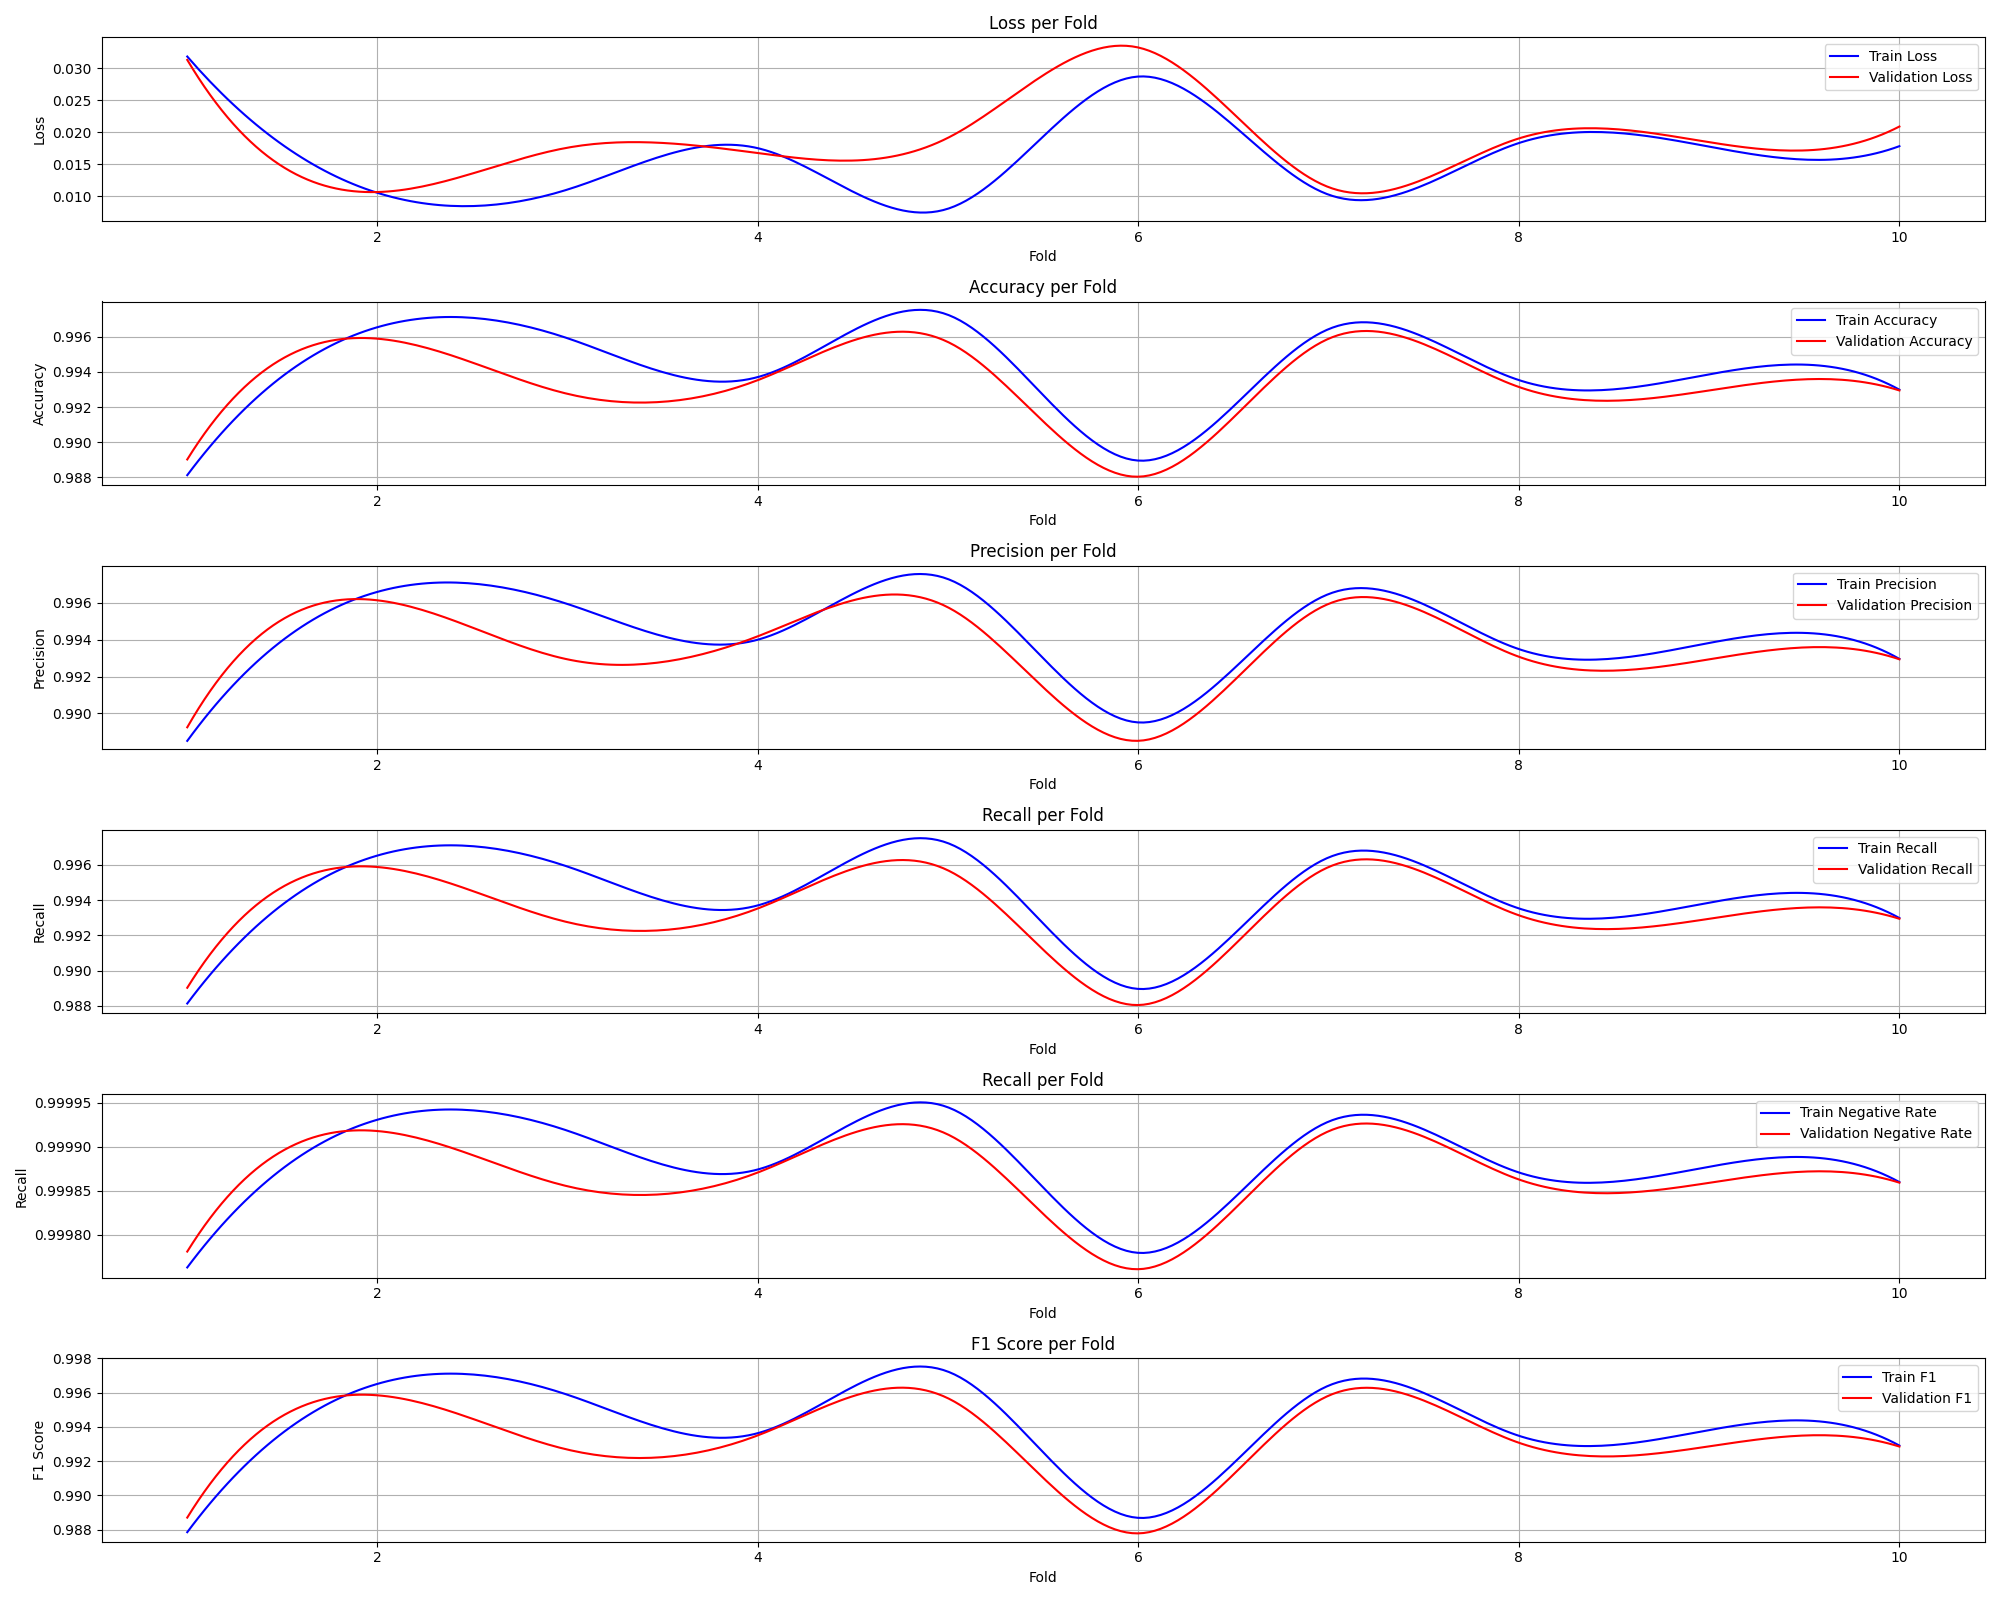 Loss per Fold
Train Loss
Validation Loss
Loss
0.030
0.025
0.020
0.015
0.010
2 4 6 8 10
Fold
Accuracy per Fold
Train Accuracy
Validation Accuracy
Accuracy
0.996
0.994
0.992
0.990
0.988
2 4 6 8 10
Fold
Precision per Fold
Train Precision
Validation Precision
Precision
0.996
0.994
0.992
0.990
2 4 6 8 10
Fold
Recall per Fold
Train Recall
Validation Recall
Recall
0.996
0.994
0.992
0.990
0.988
2 4 6 8 10
Fold
Recall per Fold
Train Negative Rate
Validation Negative Rate
Recall
0.99995
0.99990
0.99985
0.99980
2 4 6 8 10
Fold
F1 Score per Fold
Train F1
Validation F1
F1 Score
0.998
0.996
0.994
0.992
0.990
0.988
2 4 6 8 10
Fold